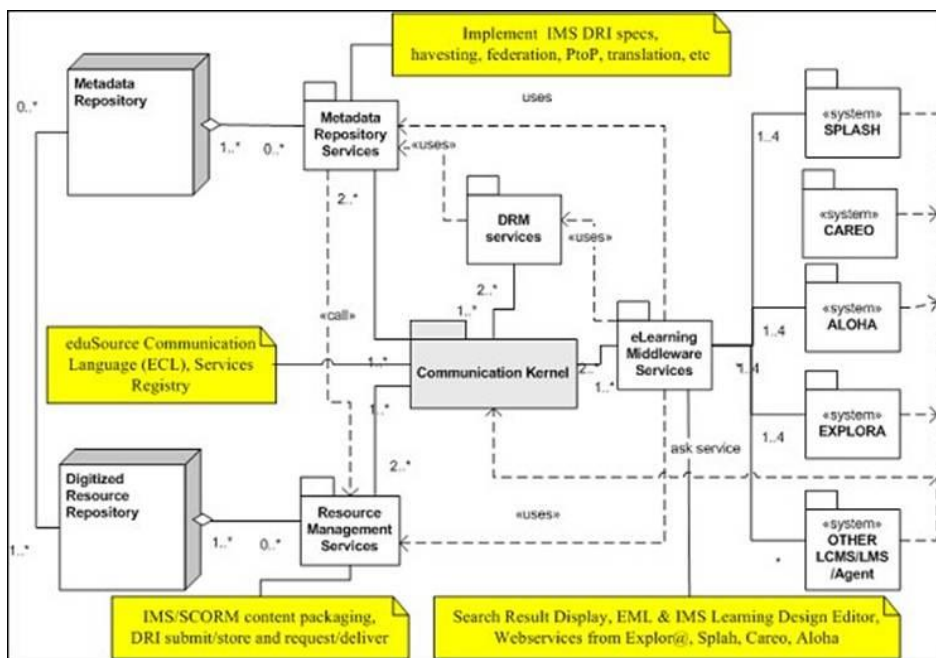 Implement IMS DRI specs,
havesting, federation, PtoP, translation, etc
Metadata
Repository
0..*
1..*
0..*
Metadata
Repository
Services
uses
«uses»
2..*
DRM
services
«uses»
2..*
1..*
«call»
eduSource Communication
Language (ECL), Services
Registry
1..*
Communication Kernel
2..
1..*
eLearning
Middleware
Services
1..*
2..*
ask service
«uses»
Digitized
Resource
Repository
1..*
1..*
0..*
Resource
Management
Services
«system»
SPLASH
1..4
«system»
CAREO
«system»
ALOHA
1..4
1..4
«system»
EXPLORA
1..4
«system»
OTHER
LCMS/LMS
/Agent
*
IMS/SCORM content packaging,
DRI submit/store and request/deliver
Search Result Display, EML & IMS Learning Design Editor,
Webservices from Explor@, Splah, Careo, Aloha